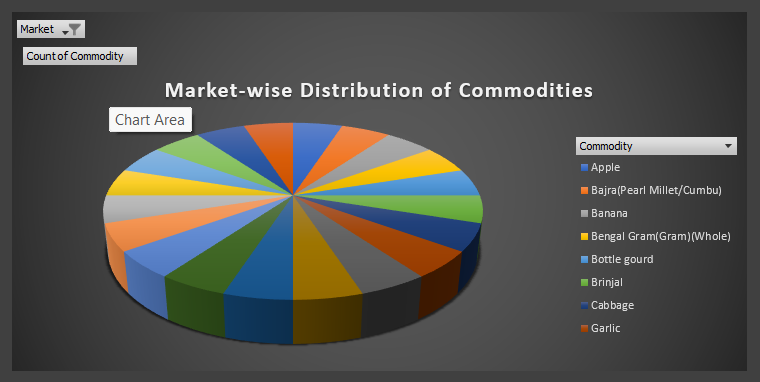 Market
Count of Commodity
Market-wise Distribution of Commodities
Chart Area
Commodity
Apple
Bajra(Pearl Millet/Cumbu)
Banana
Bengal Gram(Gram)(Whole)
Bottle gourd
Brinjal
Cabbage
Garlic